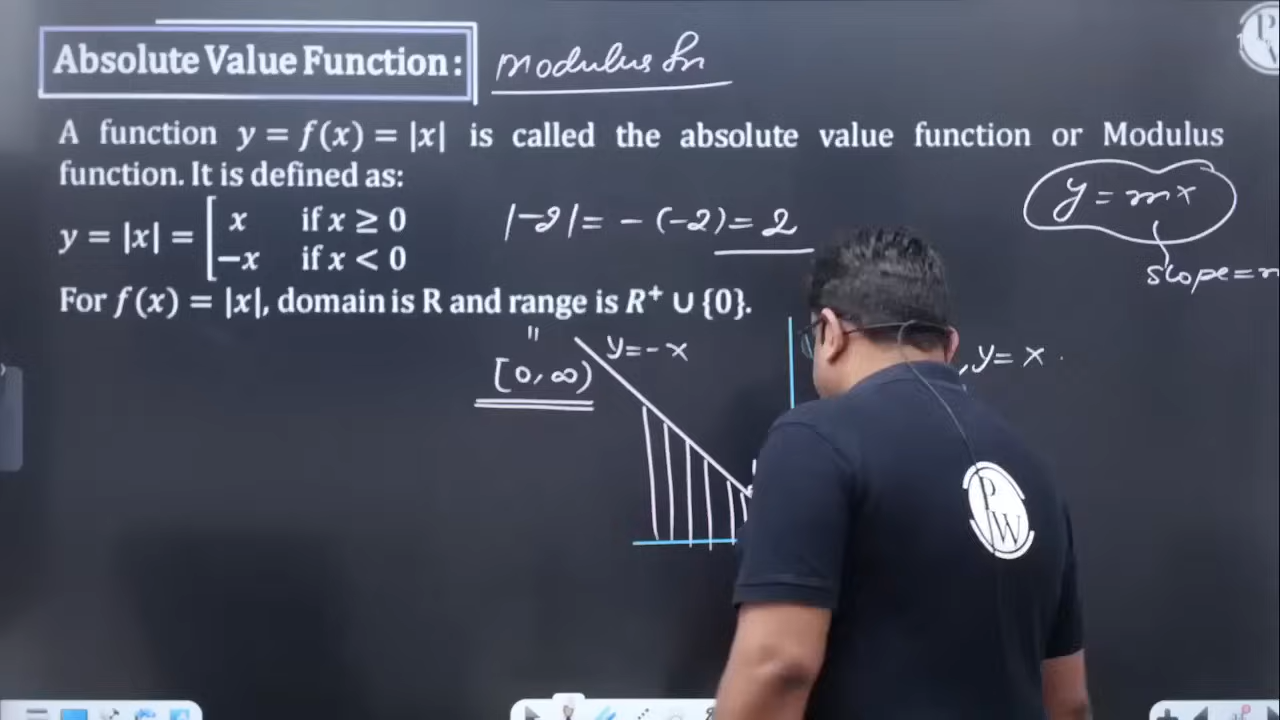 Absolute Value Function: modulus fn
A function y = f(x) = |x| is called the absolute value function or Modulus
function. It is defined as:
y = mx
y = |x| = [ x if x ≥ 0
−x if x < 0
|−2| = −(−2) = 2
slope = m
For f(x) = |x|, domain is R and range is R⁺ ∪ {0}.
"
[0, ∞)
y = −x
y = x
PW